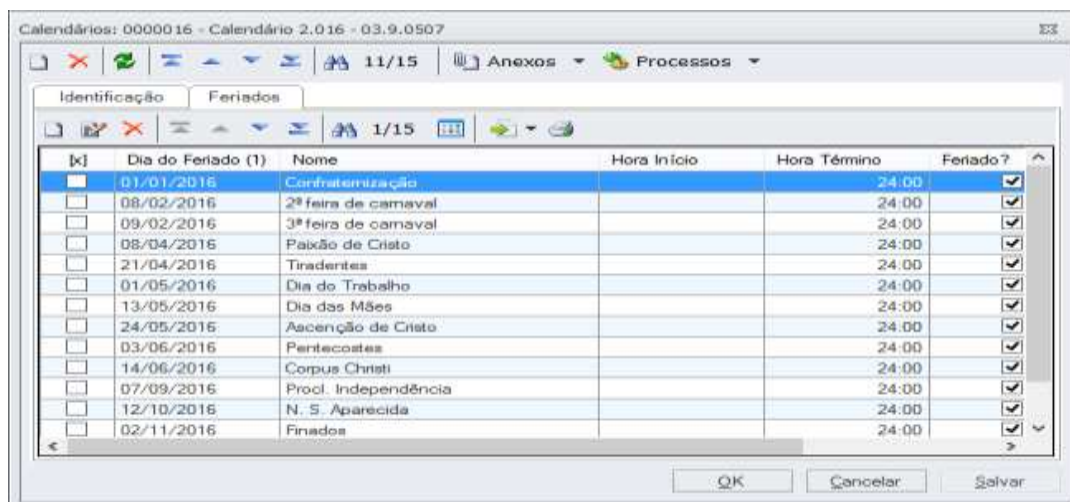 Calendários: 0000016 - Calendário 2.016 - 03.9.0507
11/15 Anexos Processos
Identificação Feriados
1/15
[x] Dia do Feriado (1) Nome Hora Início Hora Término Feriado?
01/01/2016 Confraternização 24:00
08/02/2016 2ª feira de carnaval 24:00
09/02/2016 3ª feira de carnaval 24:00
08/04/2016 Paixão de Cristo 24:00
21/04/2016 Tiradentes 24:00
01/05/2016 Dia do Trabalho 24:00
13/05/2016 Dia das Mães 24:00
24/05/2016 Ascenção de Cristo 24:00
03/06/2016 Pentecostes 24:00
14/06/2016 Corpus Christi 24:00
07/09/2016 Procl. Independência 24:00
12/10/2016 N. S. Aparecida 24:00
02/11/2016 Finados 24:00
OK Cancelar Salvar